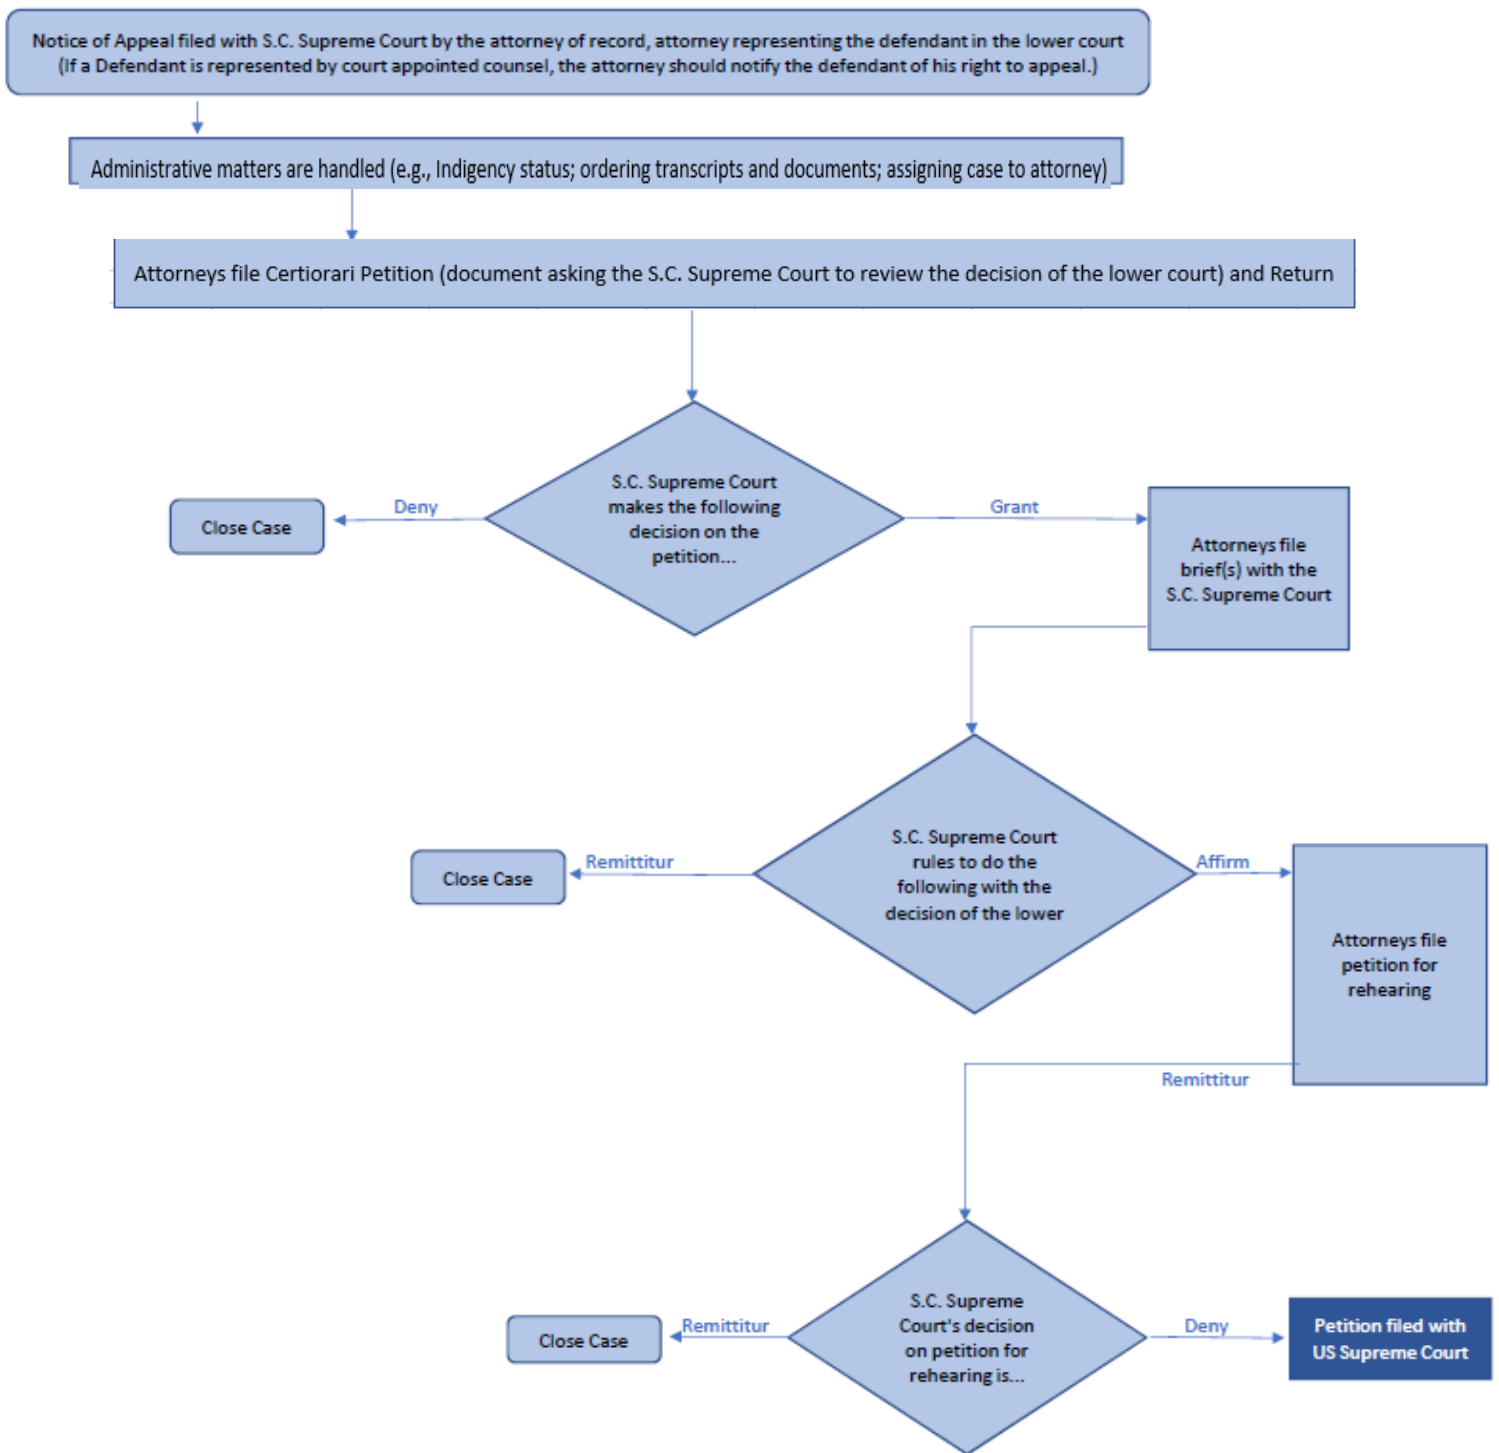 Notice of Appeal filed with S.C. Supreme Court by the attorney of record, attorney representing the defendant in the lower court
(If a Defendant is represented by court appointed counsel, the attorney should notify the defendant of his right to appeal.)
Administrative matters are handled (e.g., Indigency status; ordering transcripts and documents; assigning case to attorney)
Attorneys file Certiorari Petition (document asking the S.C. Supreme Court to review the decision of the lower court) and Return
S.C. Supreme Court
makes the following
decision on the
petition...
Deny
Close Case
Grant
Attorneys file
brief(s) with the
S.C. Supreme Court
S.C. Supreme Court
rules to do the
following with the
decision of the lower
Remittitur
Close Case
Affirm
Attorneys file
petition for
rehearing
Remittitur
S.C. Supreme
Court's decision
on petition for
rehearing is...
Remittitur
Close Case
Deny
Petition filed with
US Supreme Court